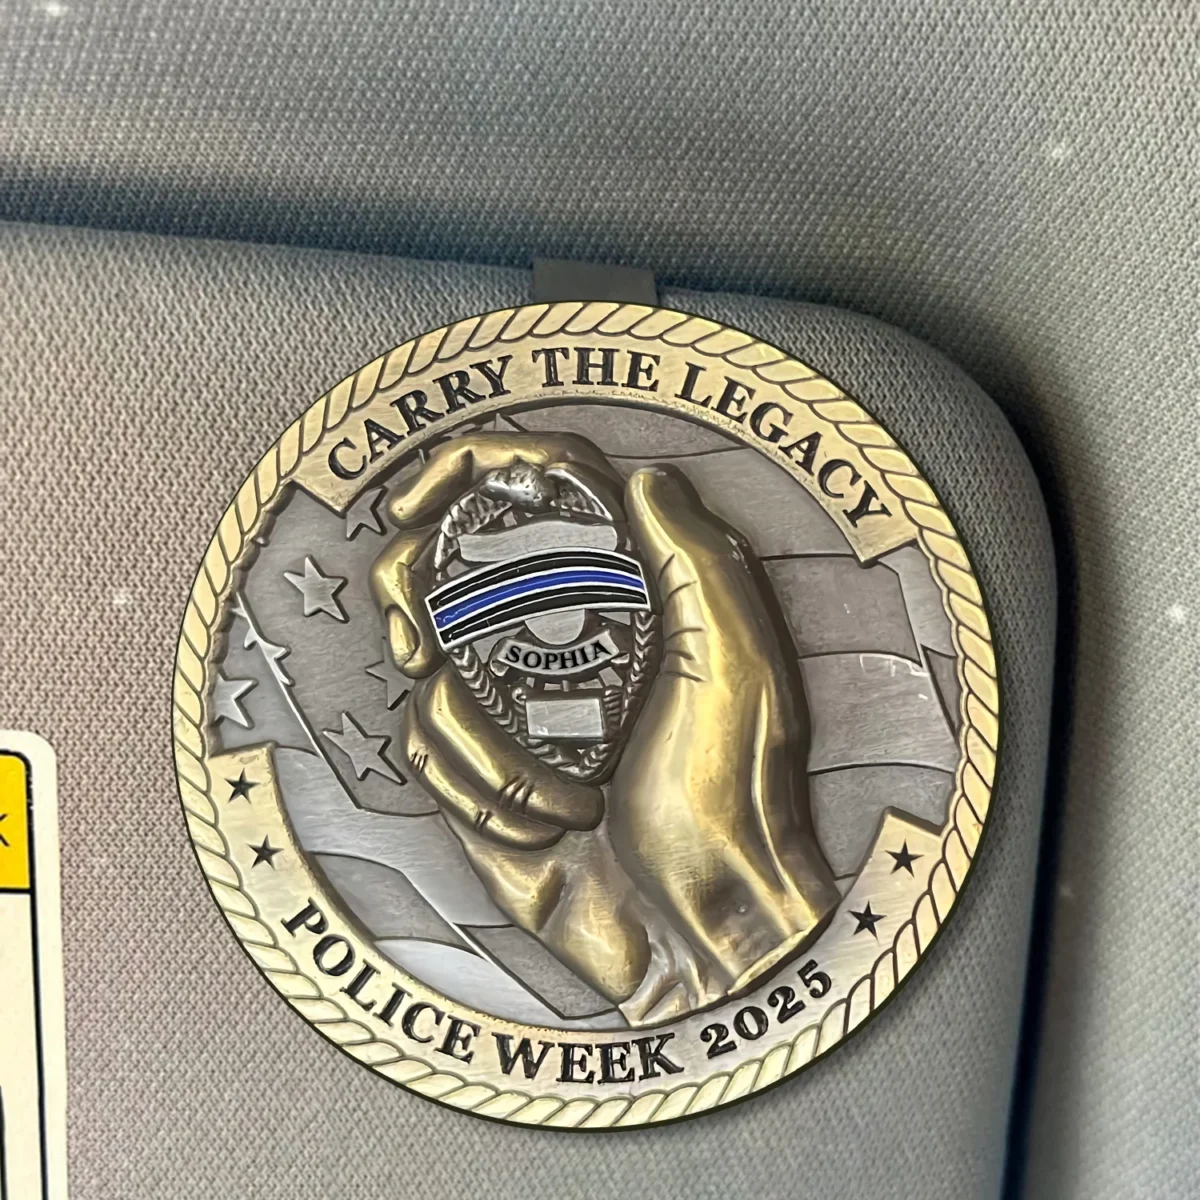 CARRY THE LEGACY
SOPHIA
POLICE WEEK 2025